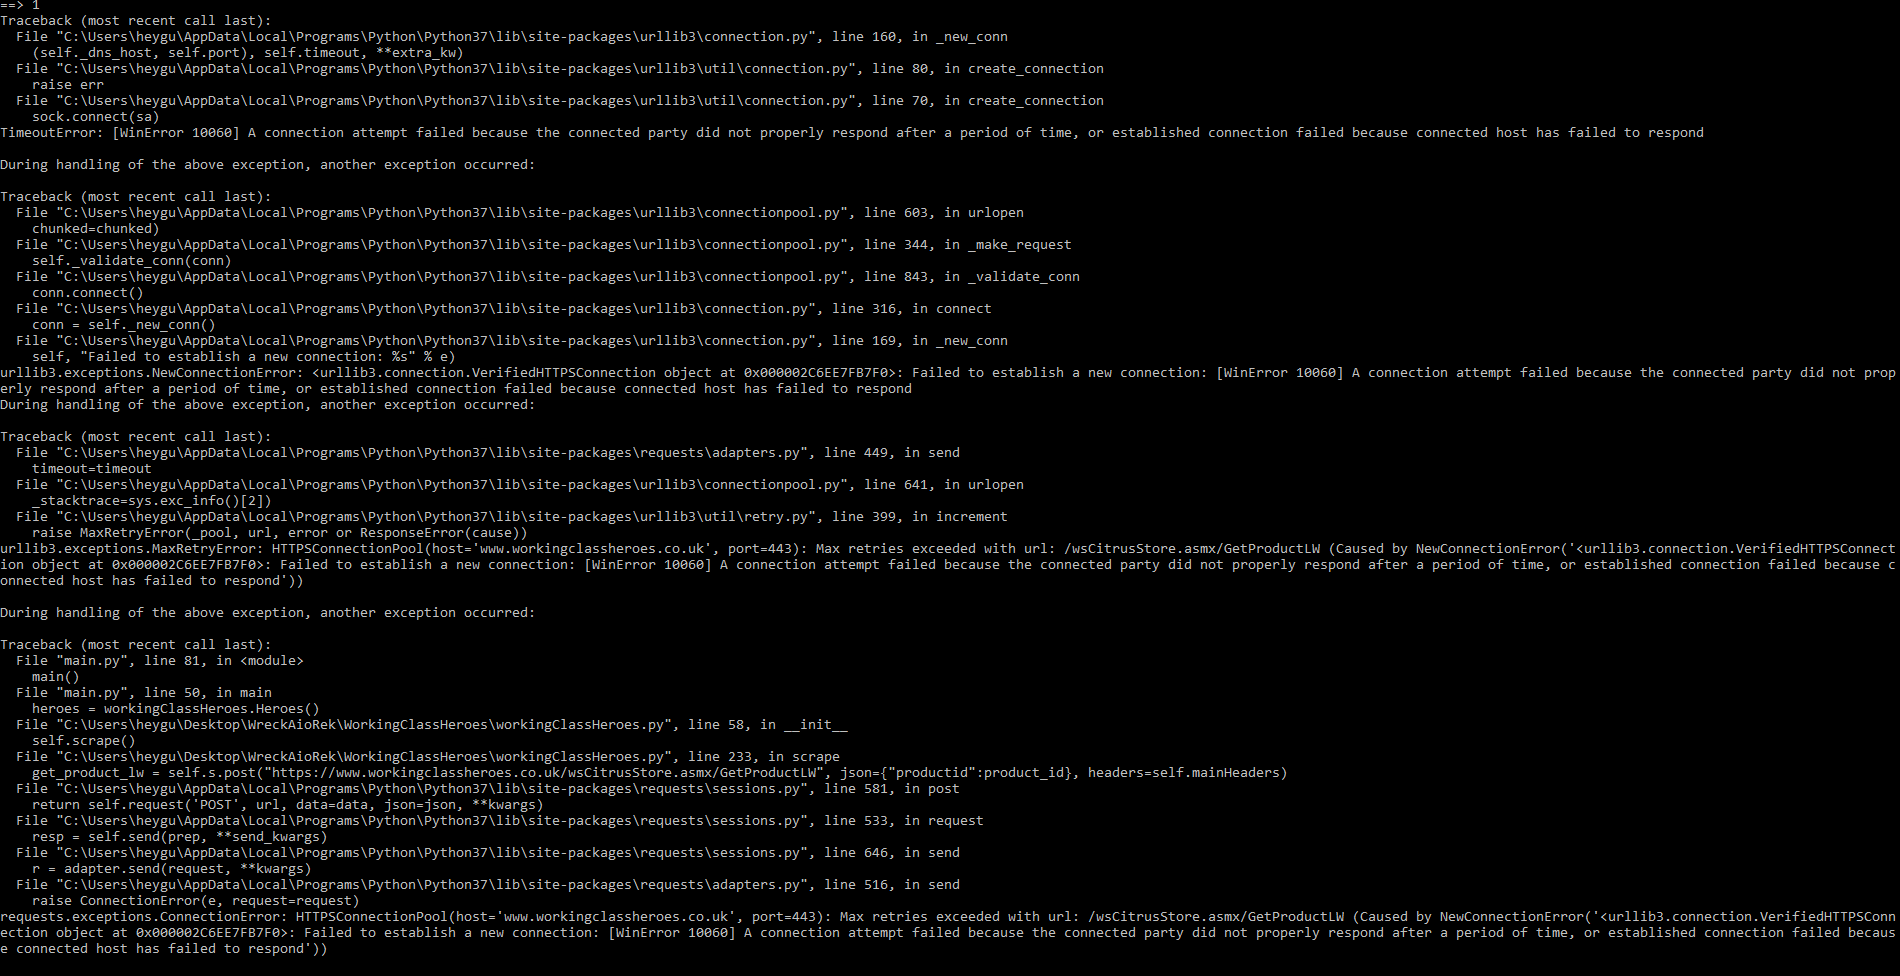 ==> 1
Traceback (most recent call last):
  File "C:\Users\heygu\AppData\Local\Programs\Python\Python37\lib\site-packages\urllib3\connection.py", line 160, in _new_conn
    (self._dns_host, self.port), self.timeout, **extra_kw)
  File "C:\Users\heygu\AppData\Local\Programs\Python\Python37\lib\site-packages\urllib3\util\connection.py", line 80, in create_connection
    raise err
  File "C:\Users\heygu\AppData\Local\Programs\Python\Python37\lib\site-packages\urllib3\util\connection.py", line 70, in create_connection
    sock.connect(sa)
TimeoutError: [WinError 10060] A connection attempt failed because the connected party did not properly respond after a period of time, or established connection failed because connected host has failed to respond

During handling of the above exception, another exception occurred:

Traceback (most recent call last):
  File "C:\Users\heygu\AppData\Local\Programs\Python\Python37\lib\site-packages\urllib3\connectionpool.py", line 603, in urlopen
    chunked=chunked)
  File "C:\Users\heygu\AppData\Local\Programs\Python\Python37\lib\site-packages\urllib3\connectionpool.py", line 344, in _make_request
    self._validate_conn(conn)
  File "C:\Users\heygu\AppData\Local\Programs\Python\Python37\lib\site-packages\urllib3\connectionpool.py", line 843, in _validate_conn
    conn.connect()
  File "C:\Users\heygu\AppData\Local\Programs\Python\Python37\lib\site-packages\urllib3\connection.py", line 316, in connect
    conn = self._new_conn()
  File "C:\Users\heygu\AppData\Local\Programs\Python\Python37\lib\site-packages\urllib3\connection.py", line 169, in _new_conn
    self, "Failed to establish a new connection: %s" % e)
urllib3.exceptions.NewConnectionError: <urllib3.connection.VerifiedHTTPSConnection object at 0x000002C6EE7FB7F0>: Failed to establish a new connection: [WinError 10060] A connection attempt failed because the connected party did not prop
erly respond after a period of time, or established connection failed because connected host has failed to respond
During handling of the above exception, another exception occurred:

Traceback (most recent call last):
  File "C:\Users\heygu\AppData\Local\Programs\Python\Python37\lib\site-packages\requests\adapters.py", line 449, in send
    timeout=timeout
  File "C:\Users\heygu\AppData\Local\Programs\Python\Python37\lib\site-packages\urllib3\connectionpool.py", line 641, in urlopen
    _stacktrace=sys.exc_info()[2])
  File "C:\Users\heygu\AppData\Local\Programs\Python\Python37\lib\site-packages\urllib3\util\retry.py", line 399, in increment
    raise MaxRetryError(_pool, url, error or ResponseError(cause))
urllib3.exceptions.MaxRetryError: HTTPSConnectionPool(host='www.workingclassheroes.co.uk', port=443): Max retries exceeded with url: /wsCitrusStore.asmx/GetProductLW (Caused by NewConnectionError('<urllib3.connection.VerifiedHTTPSConnect
ion object at 0x000002C6EE7FB7F0>: Failed to establish a new connection: [WinError 10060] A connection attempt failed because the connected party did not properly respond after a period of time, or established connection failed because c
onnected host has failed to respond'))

During handling of the above exception, another exception occurred:

Traceback (most recent call last):
  File "main.py", line 81, in <module>
    main()
  File "main.py", line 50, in main
    heroes = workingClassHeroes.Heroes()
  File "C:\Users\heygu\Desktop\WreckAioRek\WorkingClassHeroes\workingClassHeroes.py", line 58, in __init__
    self.scrape()
  File "C:\Users\heygu\Desktop\WreckAioRek\WorkingClassHeroes\workingClassHeroes.py", line 233, in scrape
    get_product_lw = self.s.post("https://www.workingclassheroes.co.uk/wsCitrusStore.asmx/GetProductLW", json={"productid":product_id}, headers=self.mainHeaders)
  File "C:\Users\heygu\AppData\Local\Programs\Python\Python37\lib\site-packages\requests\sessions.py", line 581, in post
    return self.request('POST', url, data=data, json=json, **kwargs)
  File "C:\Users\heygu\AppData\Local\Programs\Python\Python37\lib\site-packages\requests\sessions.py", line 533, in request
    resp = self.send(prep, **send_kwargs)
  File "C:\Users\heygu\AppData\Local\Programs\Python\Python37\lib\site-packages\requests\sessions.py", line 646, in send
    r = adapter.send(request, **kwargs)
  File "C:\Users\heygu\AppData\Local\Programs\Python\Python37\lib\site-packages\requests\adapters.py", line 516, in send
    raise ConnectionError(e, request=request)
requests.exceptions.ConnectionError: HTTPSConnectionPool(host='www.workingclassheroes.co.uk', port=443): Max retries exceeded with url: /wsCitrusStore.asmx/GetProductLW (Caused by NewConnectionError('<urllib3.connection.VerifiedHTTPSConn
ection object at 0x000002C6EE7FB7F0>: Failed to establish a new connection: [WinError 10060] A connection attempt failed because the connected party did not properly respond after a period of time, or established connection failed becaus
e connected host has failed to respond'))